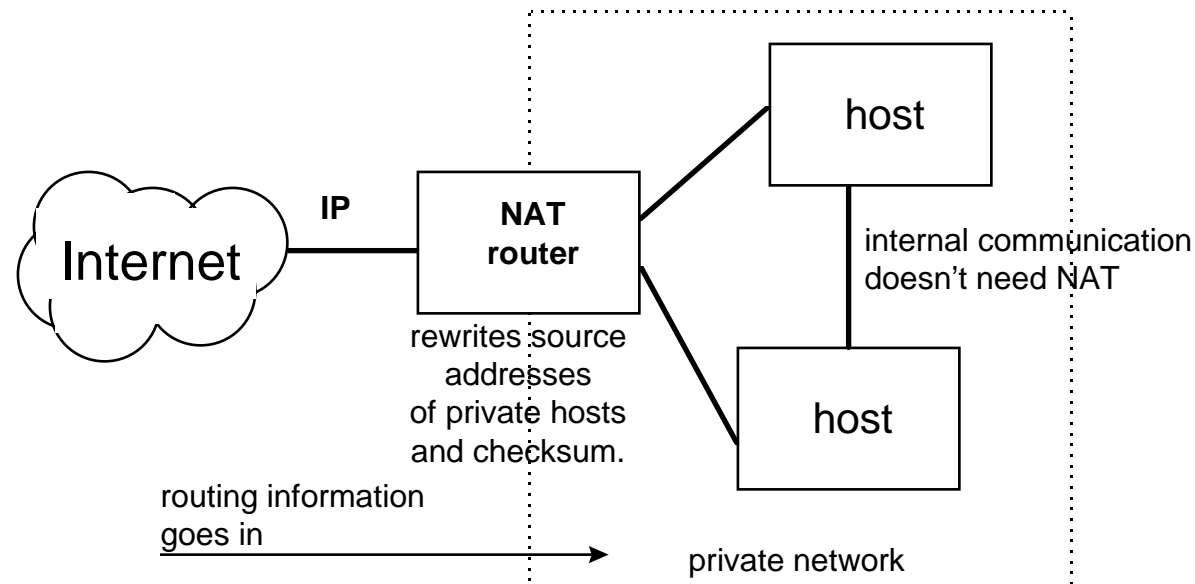 host
IP
NAT
router
Internet
internal communication
doesn't need NAT
rewrites source
addresses
of private hosts
and checksum.
host
routing information
goes in
private network